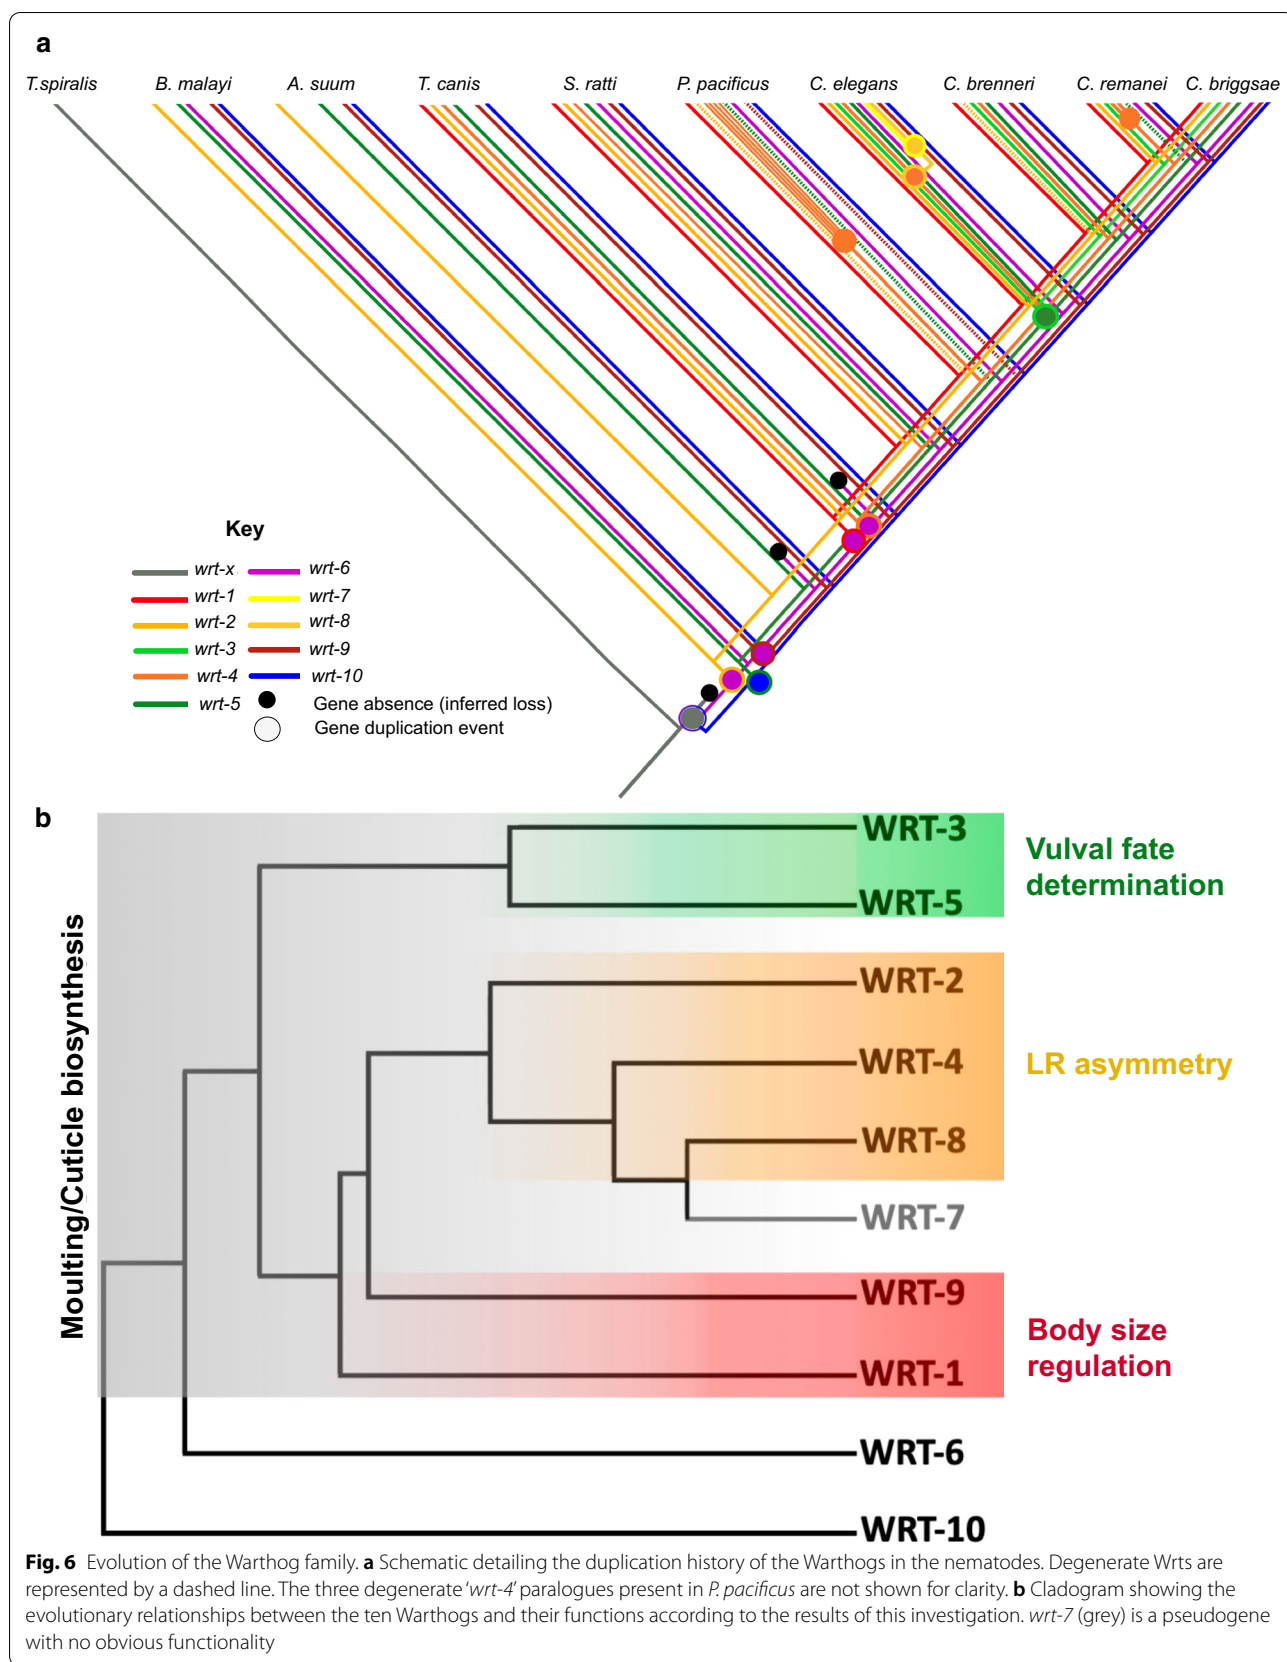 a
T.spiralis B. malayi A. suum T. canis S. ratti P. pacificus C. elegans C. brenneri C. remanei C. briggsae
Key
wrt-x wrt-6
wrt-1 wrt-7
wrt-2 wrt-8
wrt-3 wrt-9
wrt-4 wrt-10
wrt-5 Gene absence (inferred loss)
Gene duplication event
b
Moulting/Cuticle biosynthesis
WRT-3
Vulval fate
determination
WRT-5
WRT-2
WRT-4
LR asymmetry
WRT-8
WRT-7
WRT-9
Body size
regulation
WRT-1
WRT-6
WRT-10
Fig. 6 Evolution of the Warthog family. a Schematic detailing the duplication history of the Warthogs in the nematodes. Degenerate Wrts are
represented by a dashed line. The three degenerate ‘wrt-4’ paralogues present in P. pacificus are not shown for clarity. b Cladogram showing the
evolutionary relationships between the ten Warthogs and their functions according to the results of this investigation. wrt-7 (grey) is a pseudogene
with no obvious functionality